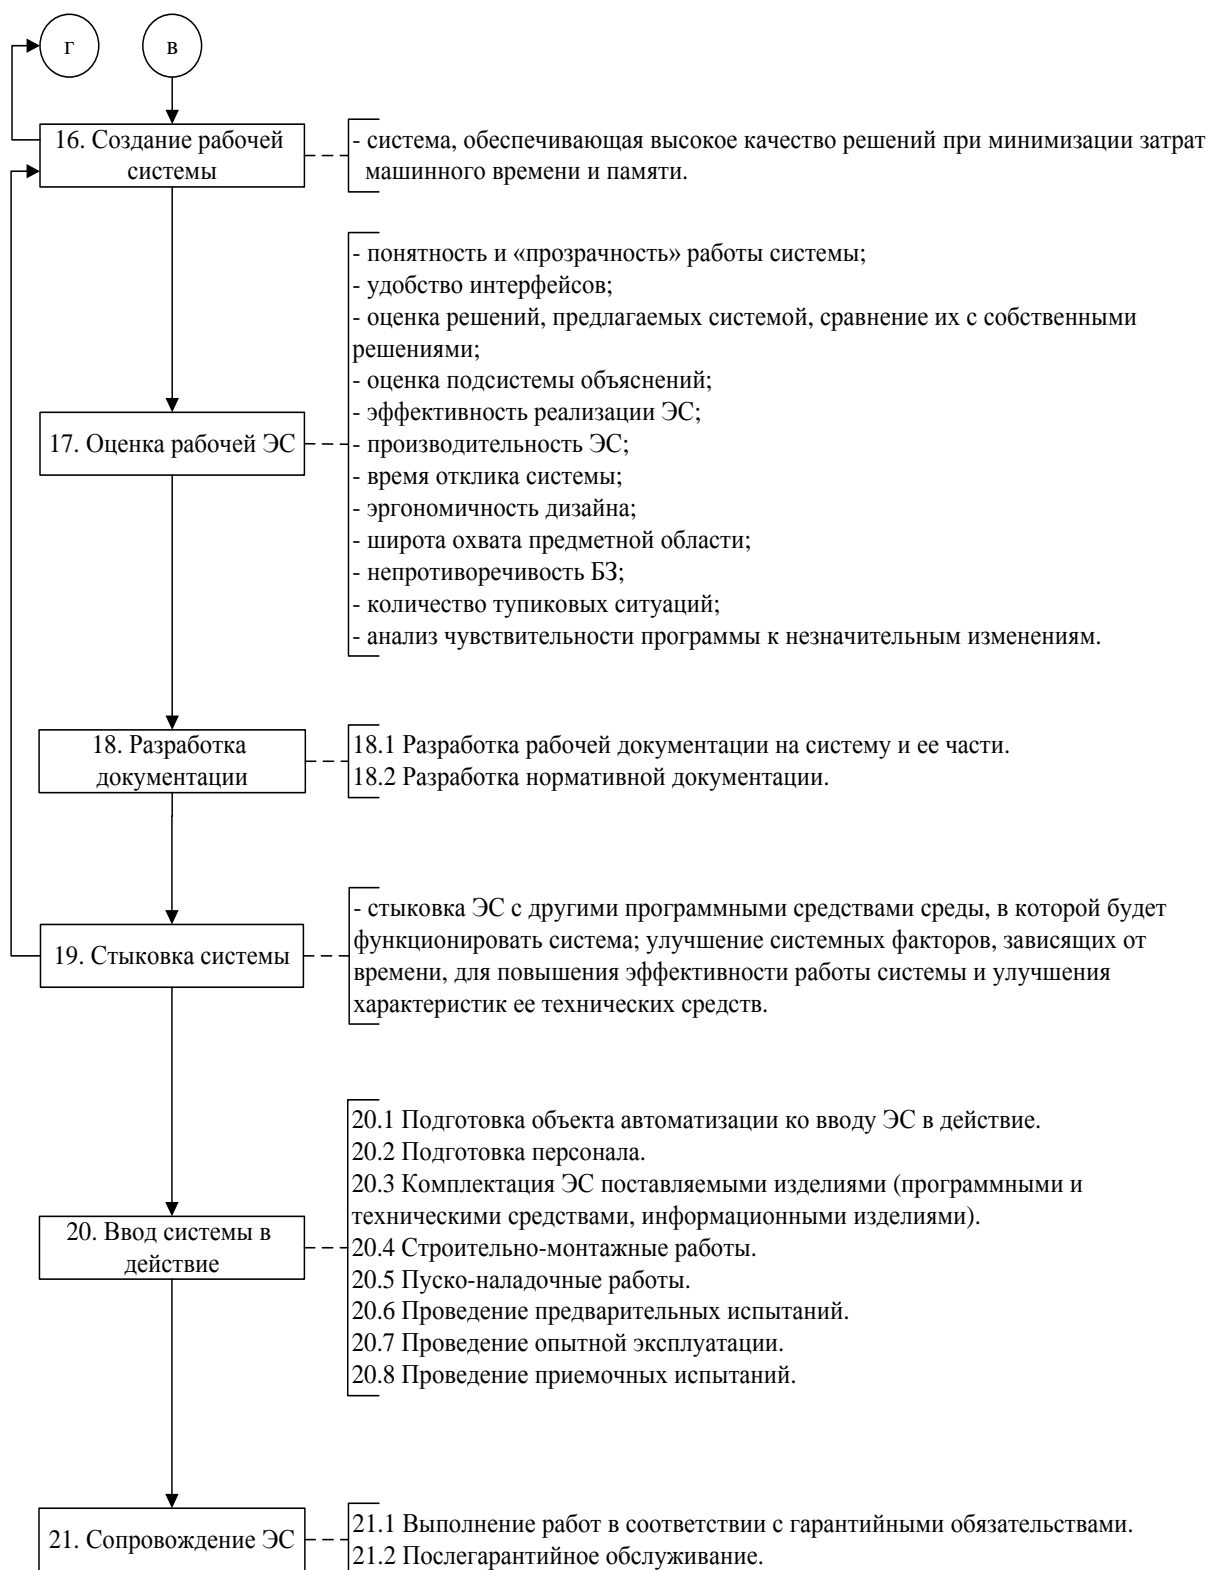 г
в
16. Создание рабочей
системы
- система, обеспечивающая высокое качество решений при минимизации затрат
машинного времени и памяти.
- понятность и «прозрачность» работы системы;
- удобство интерфейсов;
- оценка решений, предлагаемых системой, сравнение их с собственными
решениями;
- оценка подсистемы объяснений;
- эффективность реализации ЭС;
- производительность ЭС;
- время отклика системы;
- эргономичность дизайна;
- широта охвата предметной области;
- непротиворечивость БЗ;
- количество тупиковых ситуаций;
- анализ чувствительности программы к незначительным изменениям.
17. Оценка рабочей ЭС
18. Разработка
документации
18.1 Разработка рабочей документации на систему и ее части.
18.2 Разработка нормативной документации.
19. Стыковка системы
- стыковка ЭС с другими программными средствами среды, в которой будет
функционировать система; улучшение системных факторов, зависящих от
времени, для повышения эффективности работы системы и улучшения
характеристик ее технических средств.
20. Ввод системы в
действие
20.1 Подготовка объекта автоматизации ко вводу ЭС в действие.
20.2 Подготовка персонала.
20.3 Комплектация ЭС поставляемыми изделиями (программными и
техническими средствами, информационными изделиями).
20.4 Строительно-монтажные работы.
20.5 Пуско-наладочные работы.
20.6 Проведение предварительных испытаний.
20.7 Проведение опытной эксплуатации.
20.8 Проведение приемочных испытаний.
21. Сопровождение ЭС
21.1 Выполнение работ в соответствии с гарантийными обязательствами.
21.2 Послегарантийное обслуживание.